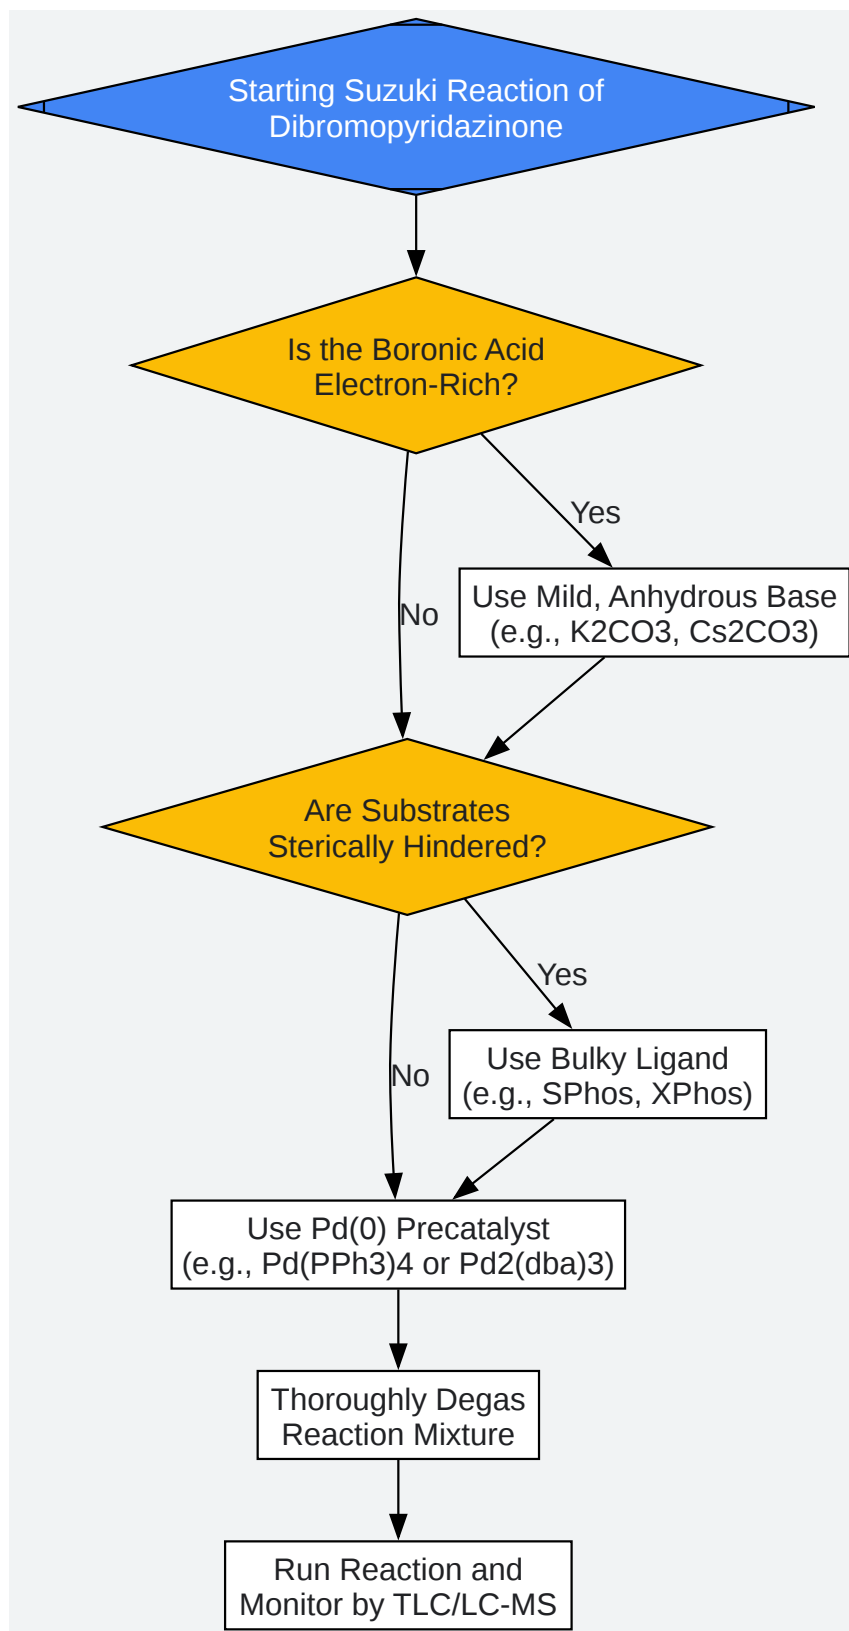 Starting Suzuki Reaction of
Dibromopyridazinone
Is the Boronic Acid
Electron-Rich?
Yes
Use Mild, Anhydrous Base
(e.g., K2CO3, Cs2CO3)
No
Are Substrates
Sterically Hindered?
Yes
Use Bulky Ligand
(e.g., SPhos, XPhos)
No
Use Pd(0) Precatalyst
(e.g., Pd(PPh3)4 or Pd2(dba)3)
Thoroughly Degas
Reaction Mixture
Run Reaction and
Monitor by TLC/LC-MS